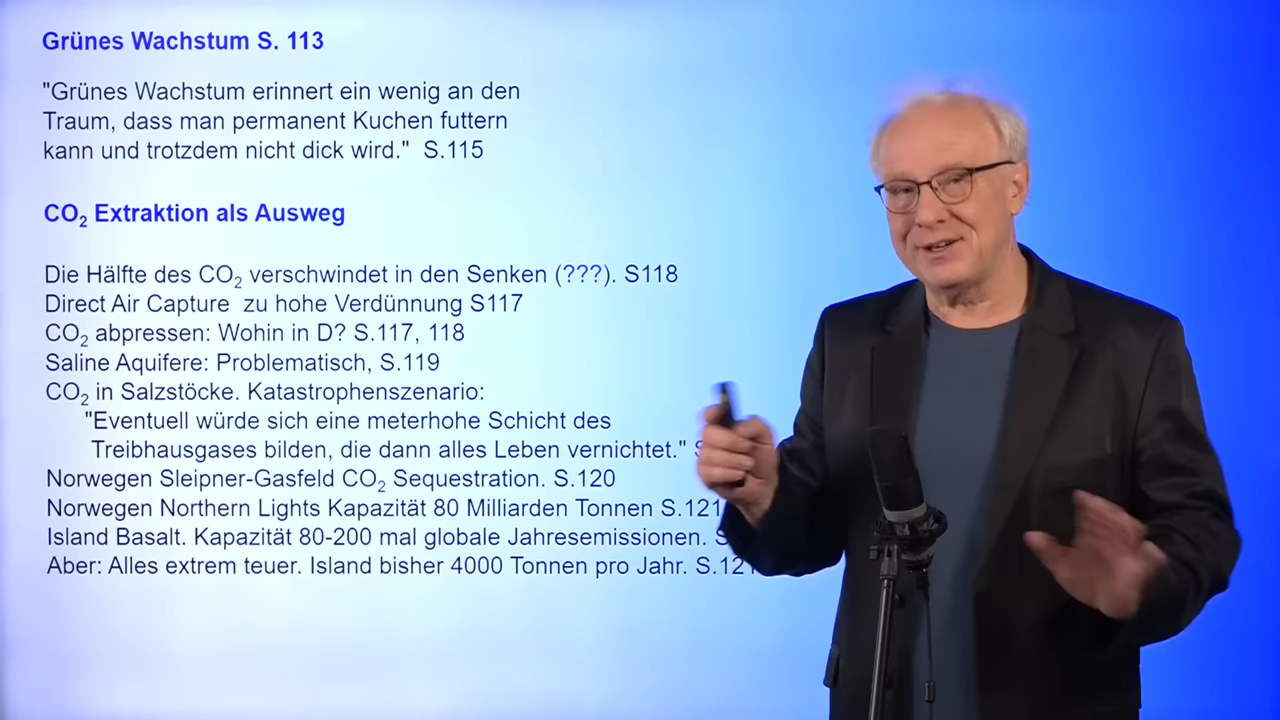 Grünes Wachstum S. 113
"Grünes Wachstum erinnert ein wenig an den
Traum, dass man permanent Kuchen futtern
kann und trotzdem nicht dick wird." S.115
CO₂ Extraktion als Ausweg
Die Hälfte des CO₂ verschwindet in den Senken (???). S118
Direct Air Capture zu hohe Verdünnung S117
CO₂ abpressen: Wohin in D? S.117, 118
Saline Aquifere: Problematisch, S.119
CO₂ in Salzstöcke. Katastrophenszenario:
"Eventuell würde sich eine meterhohe Schicht des
Treibhausgases bilden, die dann alles Leben vernichtet."
Norwegen Sleipner-Gasfeld CO₂ Sequestration. S.120
Norwegen Northern Lights Kapazität 80 Milliarden Tonnen S.121
Island Basalt. Kapazität 80-200 mal globale Jahresemissionen.
Aber: Alles extrem teuer. Island bisher 4000 Tonnen pro Jahr.